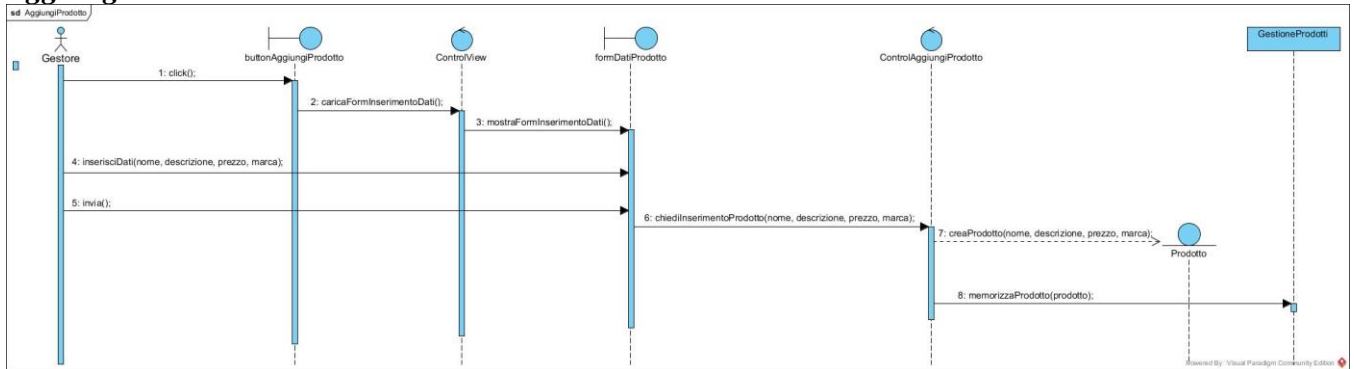 sd AggiungiProdotto
Gestore
buttonAggiungiProdotto
ControlView
formDatiProdotto
ControlAggiungiProdotto
GestioneProdotti
1: click();
2: caricaFormInserimentoDati();
3: mostraFormInserimentoDati();
4: inserisciDati(nome, descrizione, prezzo, marca);
5: invia();
6: chiediInserimentoProdotto(nome, descrizione, prezzo, marca);
7: creaProdotto(nome, descrizione, prezzo, marca);
Prodotto
8: memorizzaProdotto(prodotto);
Powered By Visual Paradigm Community Edition